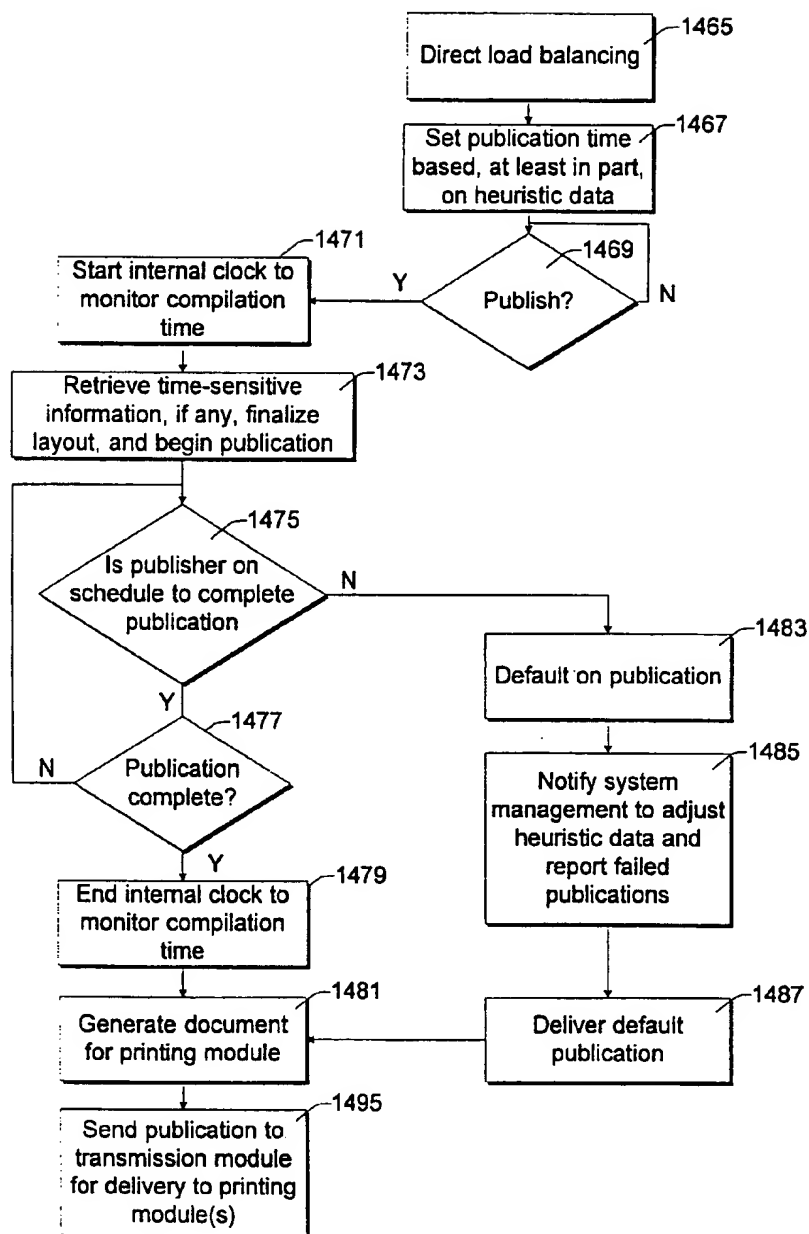 1465
Direct load balancing
1467
Set publication time
based, at least in part,
on heuristic data
1469
Publish?
Y
N
1471
Start internal clock to
monitor compilation
time
1473
Retrieve time-sensitive
information, if any, finalize
layout, and begin publication
1475
Is publisher on
schedule to complete
publication
N
Y
1477
Publication
complete?
N
Y
1479
End internal clock to
monitor compilation
time
1481
Generate document
for printing module
1495
Send publication to
transmission module
for delivery to printing
module(s)
1483
Default on publication
1485
Notify system
management to adjust
heuristic data and
report failed
publications
1487
Deliver default
publication